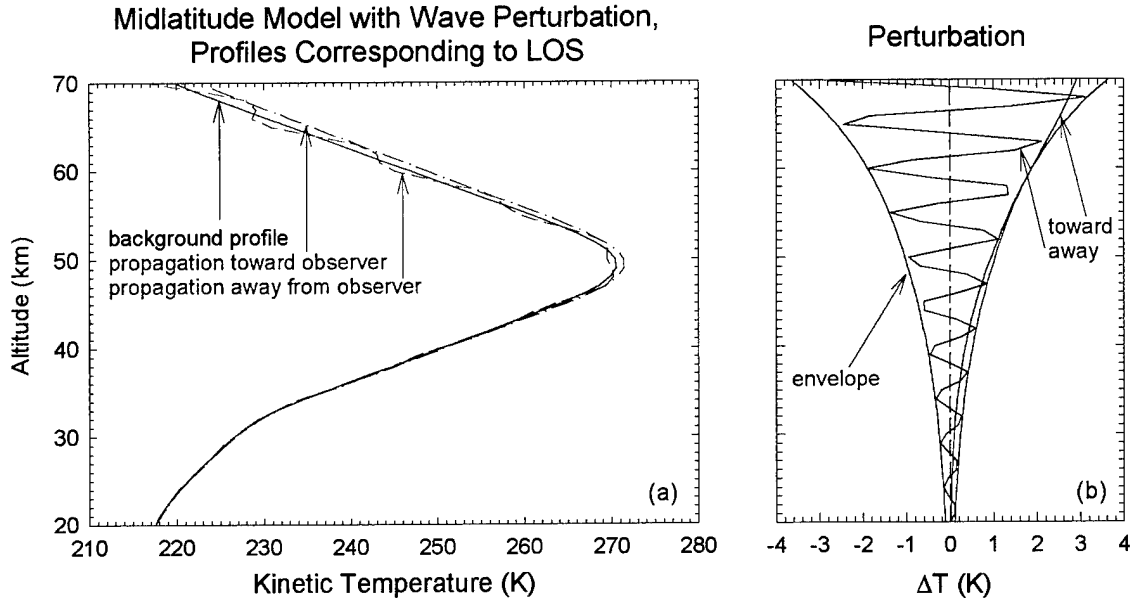 Midlatitude Model with Wave Perturbation,
Profiles Corresponding to LOS
Perturbation
70
60
50
40
30
20
Altitude (km)
background profile
propagation toward observer
propagation away from observer
(a)
210 220 230 240 250 260 270 280
Kinetic Temperature (K)
toward
away
envelope
(b)
-4 -3 -2 -1 0 1 2 3 4
ΔT (K)